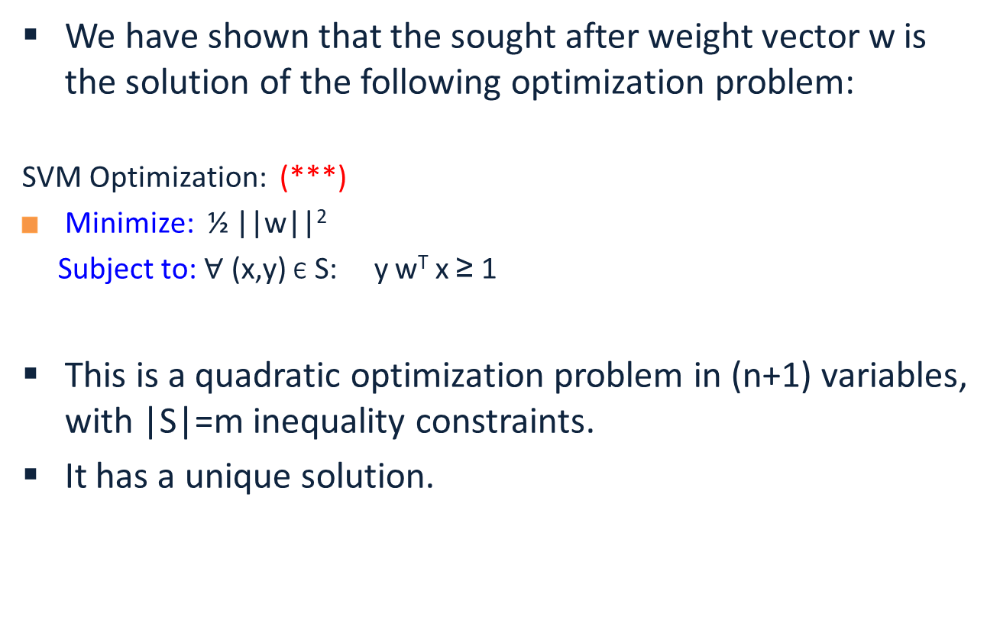 ▪ We have shown that the sought after weight vector w is
the solution of the following optimization problem:
SVM Optimization: (***)
■ Minimize: ½ ||w||²
Subject to: ∀ (x,y) ∊ S: y wᵀ x ≥ 1
▪ This is a quadratic optimization problem in (n+1) variables,
with |S|=m inequality constraints.
▪ It has a unique solution.